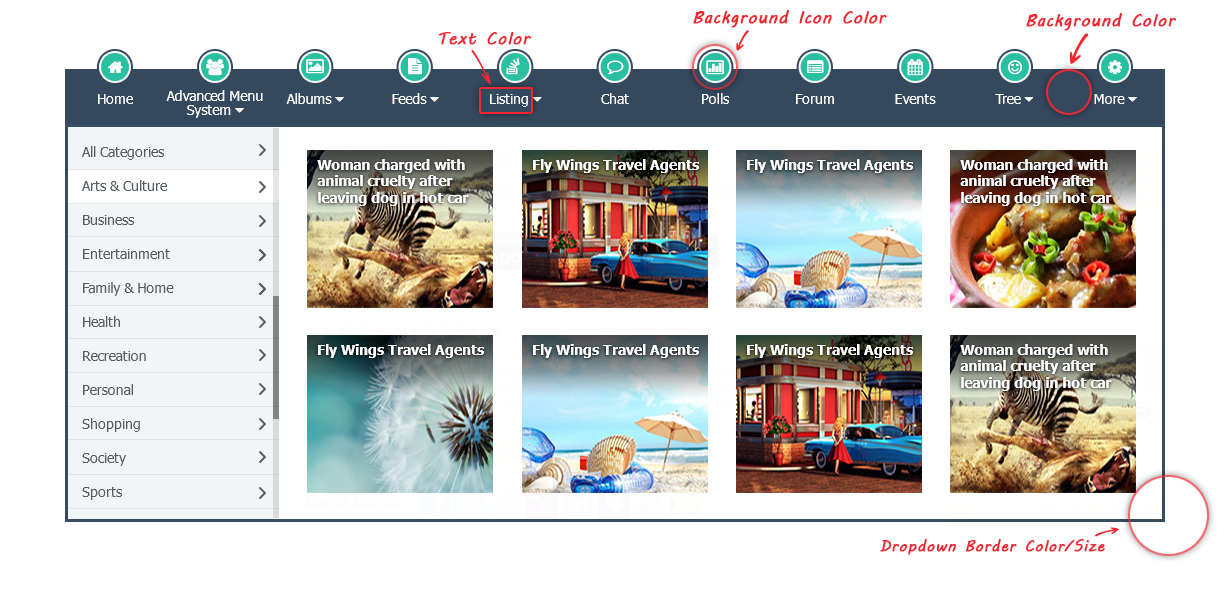 Background Icon Color
Background Color
Text Color
Home
Advanced Menu
System
Albums
Feeds
Listing
Chat
Polls
Forum
Events
Tree
More
All Categories
Arts & Culture
Business
Entertainment
Family & Home
Health
Recreation
Personal
Shopping
Society
Sports
Woman charged with
animal cruelty after
leaving dog in hot car
Fly Wings Travel Agents
Fly Wings Travel Agents
Woman charged with
animal cruelty after
leaving dog in hot car
Fly Wings Travel Agents
Fly Wings Travel Agents
Fly Wings Travel Agents
Woman charged with
animal cruelty after
leaving dog in hot car
Dropdown Border Color/Size